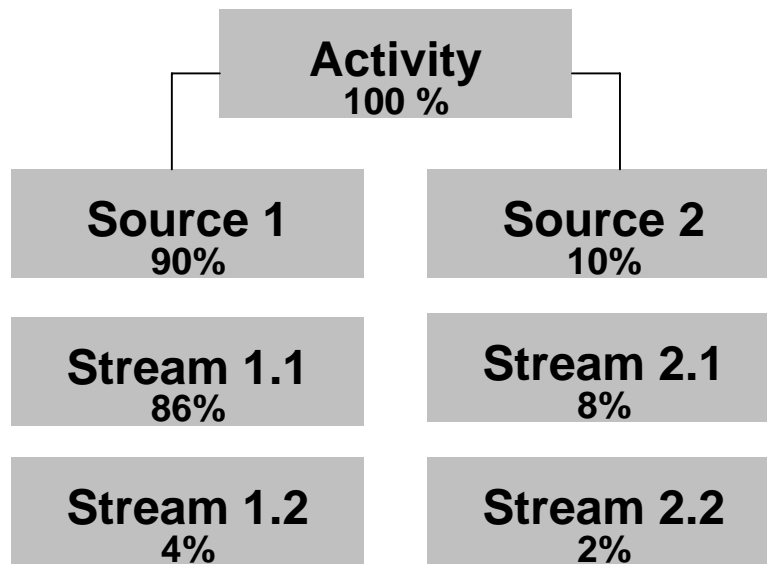 Activity
100 %
Source 1
90%
Source 2
10%
Stream 1.1
86%
Stream 2.1
8%
Stream 1.2
4%
Stream 2.2
2%